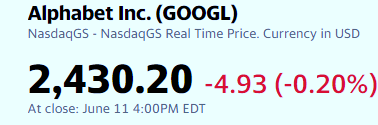 Alphabet Inc. (GOOGL)
NasdaqGS - NasdaqGS Real Time Price. Currency in USD
2,430.20 -4.93 (-0.20%)
At close: June 11 4:00PM EDT